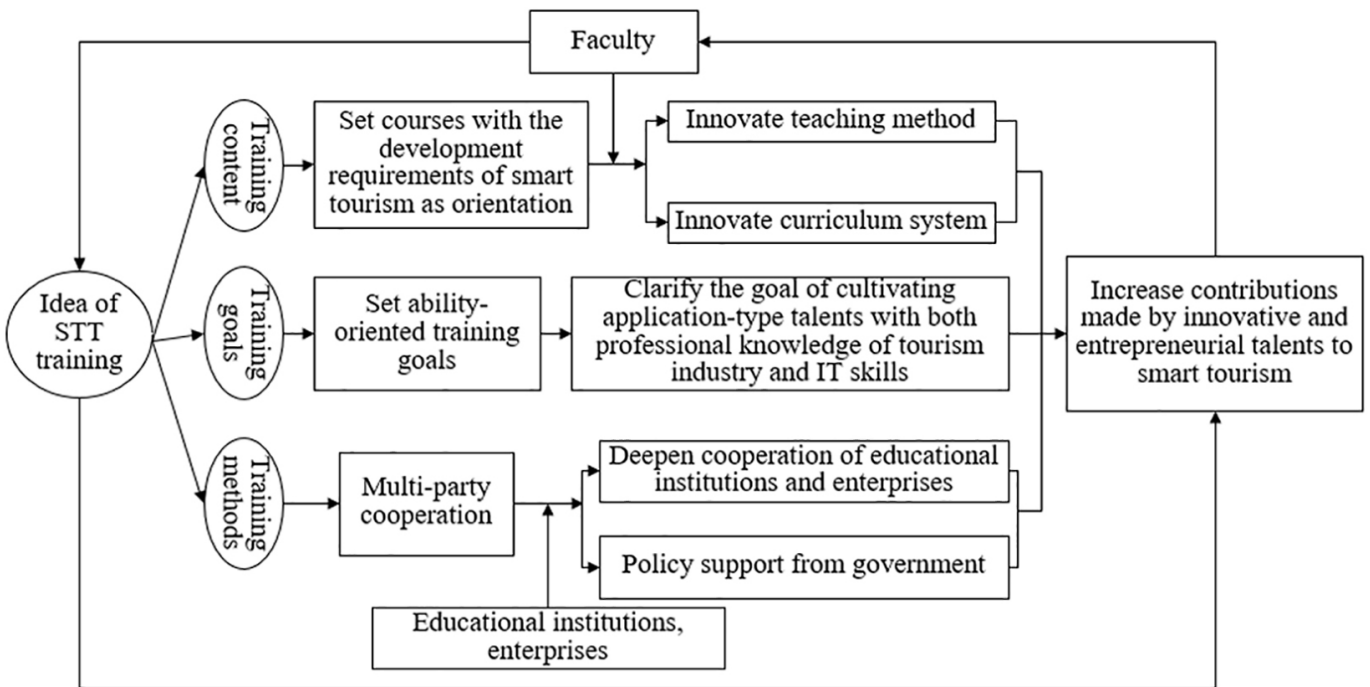 Faculty
Training
content
Set courses with the
development
requirements of smart
tourism as orientation
Innovate teaching method
Innovate curriculum system
Idea of
STT
training
Training
goals
Set ability-
oriented training
goals
Clarify the goal of cultivating
application-type talents with both
professional knowledge of tourism
industry and IT skills
Increase contributions
made by innovative and
entrepreneurial talents to
smart tourism
Training
methods
Multi-party
cooperation
Deepen cooperation of educational
institutions and enterprises
Policy support from government
Educational institutions,
enterprises